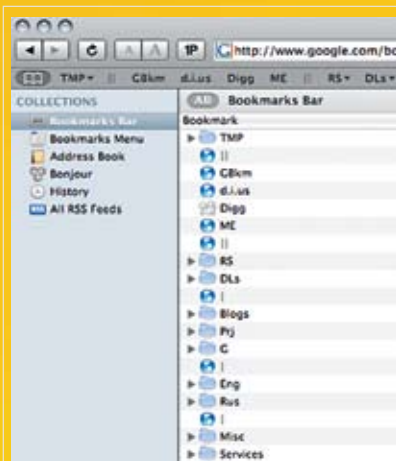 1P http://www.google.com/bo
TMP || GBkm d.i.us Digg ME || RS DLs
COLLECTIONS
Bookmarks Bar
Bookmarks Menu
Address Book
Bonjour
History
All RSS Feeds
All Bookmarks Bar
Bookmark
TMP
||
GBkm
d.i.us
Digg
ME
||
RS
DLs
|
Blogs
Prj
G
|
Eng
Rus
|
Misc
Services